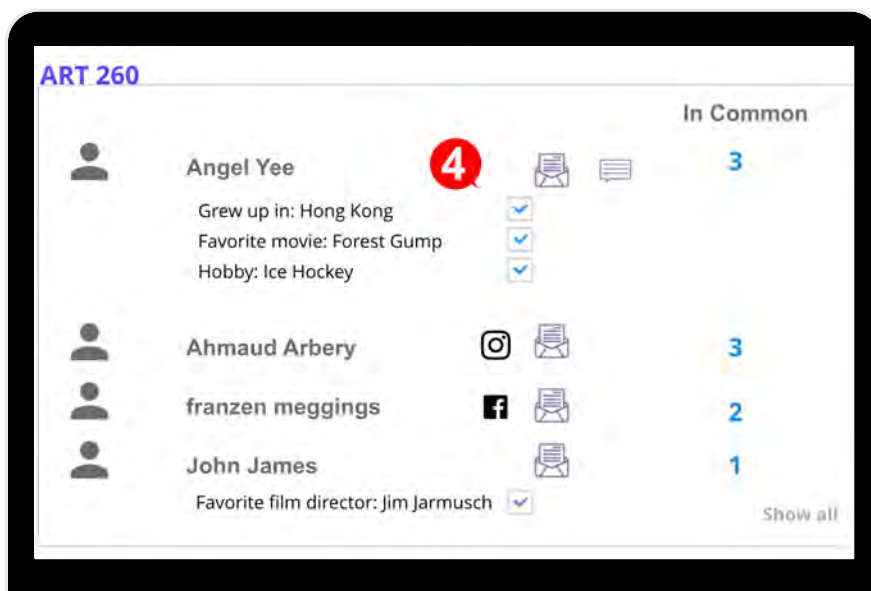 ART 260
In Common
Angel Yee 4 3
Grew up in: Hong Kong
Favorite movie: Forest Gump
Hobby: Ice Hockey
Ahmaud Arbery 3
franzen meggings 2
John James 1
Favorite film director: Jim Jarmusch
Show all